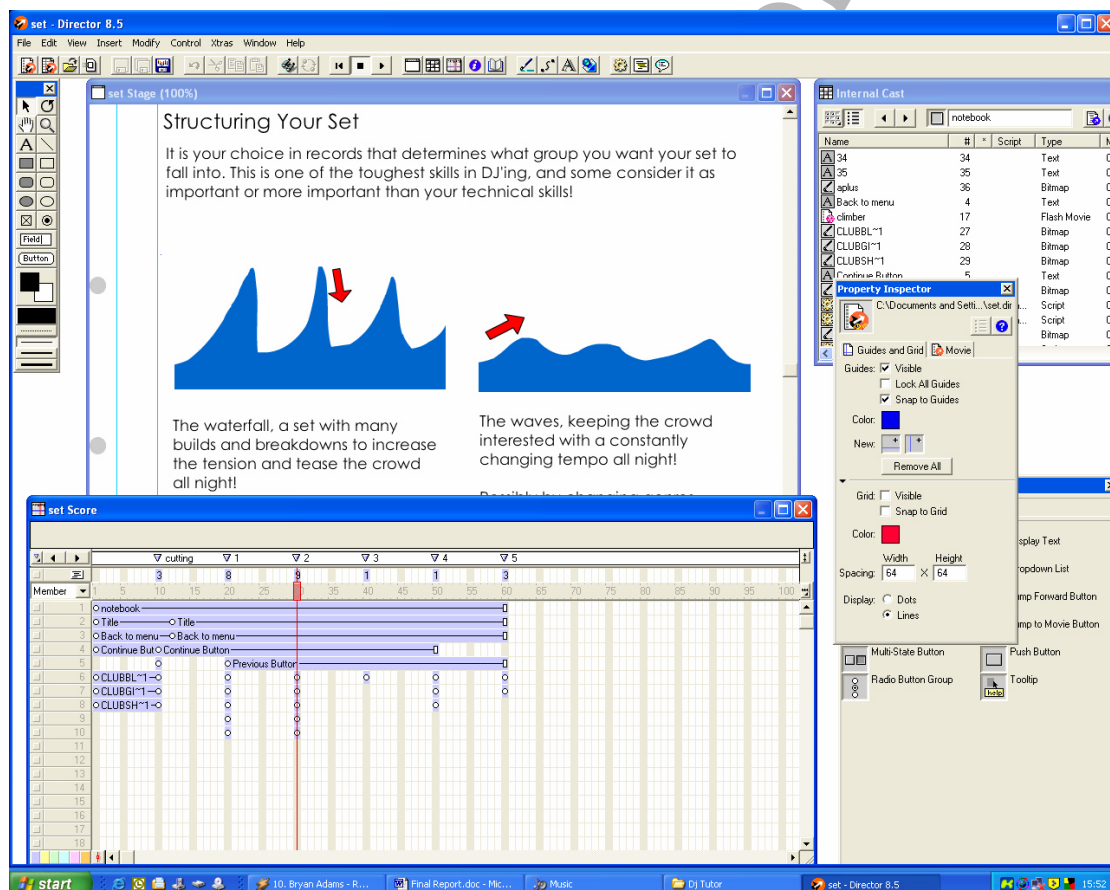 set - Director 8.5
File Edit View Insert Modify Control Xtras Window Help
set Stage (100%)
Structuring Your Set
It is your choice in records that determines what group you want your set to
fall into. This is one of the toughest skills in DJ'ing, and some consider it as
important or more important than your technical skills!
The waterfall, a set with many
builds and breakdowns to increase
the tension and tease the crowd
all night!
The waves, keeping the crowd
interested with a constantly
changing tempo all night!
A
Field
Button
Internal Cast
notebook
Name # * Script Type
34 34 Text
35 35 Text
aplus 36 Bitmap
Back to menu 4 Text
climber 17 Flash Movie
CLUBBL~1 27 Bitmap
CLUBGI~1 28 Bitmap
CLUBSH~1 29 Bitmap
Continue Button 5 Text
Bitmap
Script
Script
Bitmap
Property Inspector
C:\Documents and Setti...\set.dir
Guides and Grid Movie
Guides: Visible
Lock All Guides
Snap to Guides
Color:
New:
Remove All
Grid: Visible
Snap to Grid
Color:
Width Height
Spacing: 64 X 64
Display: Dots
Lines
splay Text
ropdown List
mp Forward Button
mp to Movie Button
Multi-State Button Push Button
Radio Button Group Tooltip
help
set Score
cutting 1 2 3 4 5
3 8 9 1 1 3
Member 1 5 10 15 20 25 30 35 40 45 50 55 60 65 70 75 80 85 90 95 100
1 notebook
2 Title Title
3 Back to menu Back to menu
4 Continue But Continue Button
5 Previous Button
6 CLUBBL~1
7 CLUBGI~1
8 CLUBSH~1
9
10
11
12
13
14
15
16
17
18
start 10. Bryan Adams - R... Final Report.doc - Mic... Music Dj Tutor set - Director 8.5 15:52